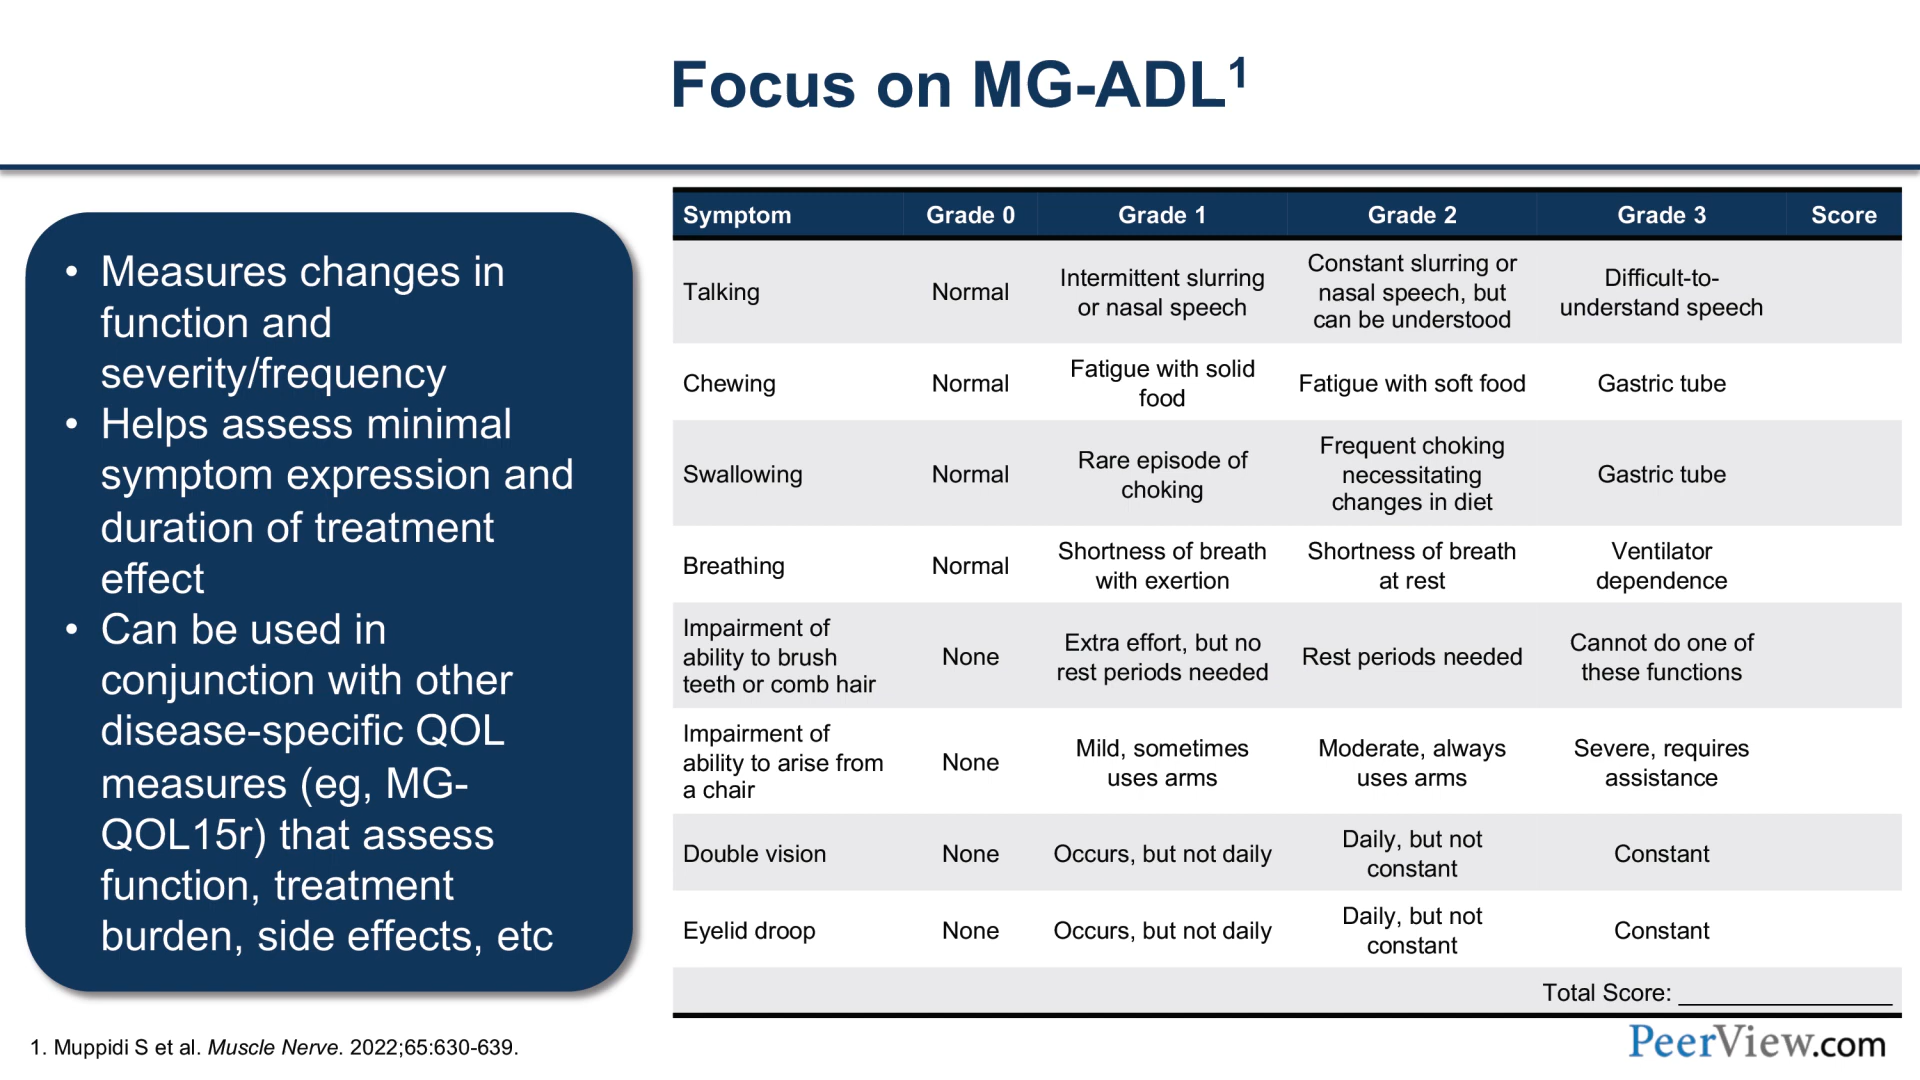 Focus on MG-ADL¹
• Measures changes in
function and
severity/frequency
• Helps assess minimal
symptom expression and
duration of treatment
effect
• Can be used in
conjunction with other
disease-specific QOL
measures (eg, MG-
QOL15r) that assess
function, treatment
burden, side effects, etc
Symptom Grade 0 Grade 1 Grade 2 Grade 3 Score
Talking
Normal
Intermittent slurring
or nasal speech
Constant slurring or
nasal speech, but
can be understood
Difficult-to-
understand speech
Chewing
Normal
Fatigue with solid
food
Fatigue with soft food
Gastric tube
Swallowing
Normal
Rare episode of
choking
Frequent choking
necessitating
changes in diet
Gastric tube
Breathing
Normal
Shortness of breath
with exertion
Shortness of breath
at rest
Ventilator
dependence
Impairment of
ability to brush
teeth or comb hair
None
Extra effort, but no
rest periods needed
Rest periods needed
Cannot do one of
these functions
Impairment of
ability to arise from
a chair
None
Mild, sometimes
uses arms
Moderate, always
uses arms
Severe, requires
assistance
Double vision
None
Occurs, but not daily
Daily, but not
constant
Constant
Eyelid droop
None
Occurs, but not daily
Daily, but not
constant
Constant
Total Score: ________________
1. Muppidi S et al. Muscle Nerve. 2022;65:630-639.
PeerView.com